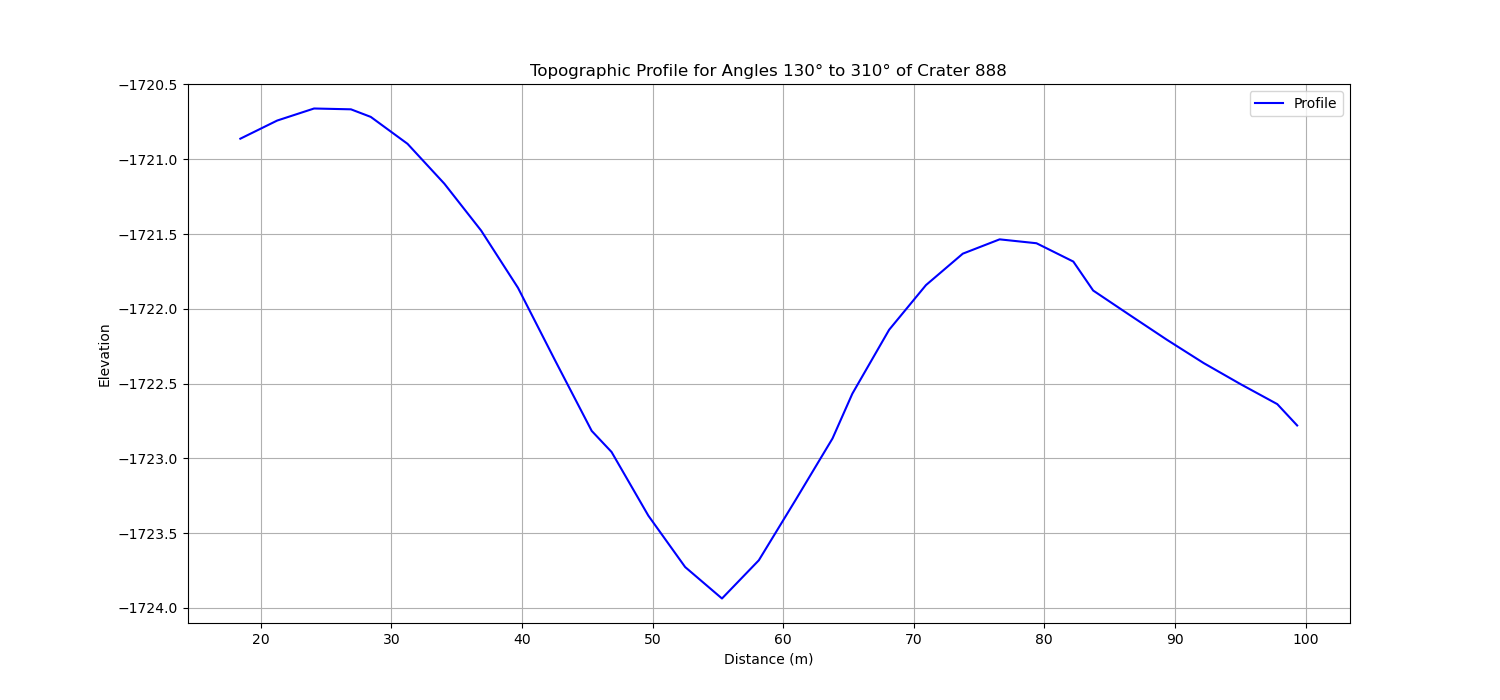 Topographic Profile for Angles 130° to 310° of Crater 888
Profile
−1720.5
−1721.0
−1721.5
−1722.0
−1722.5
−1723.0
−1723.5
−1724.0
Elevation
20 30 40 50 60 70 80 90 100
Distance (m)